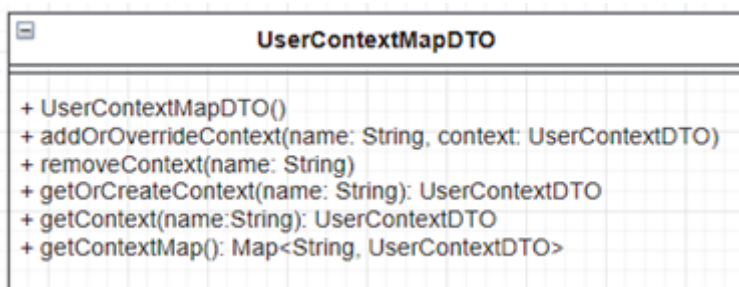 UserContextMapDTO
+ UserContextMapDTO()
+ addOrOverrideContext(name: String, context: UserContextDTO)
+ removeContext(name: String)
+ getOrCreateContext(name: String): UserContextDTO
+ getContext(name:String): UserContextDTO
+ getContextMap(): Map<String, UserContextDTO>